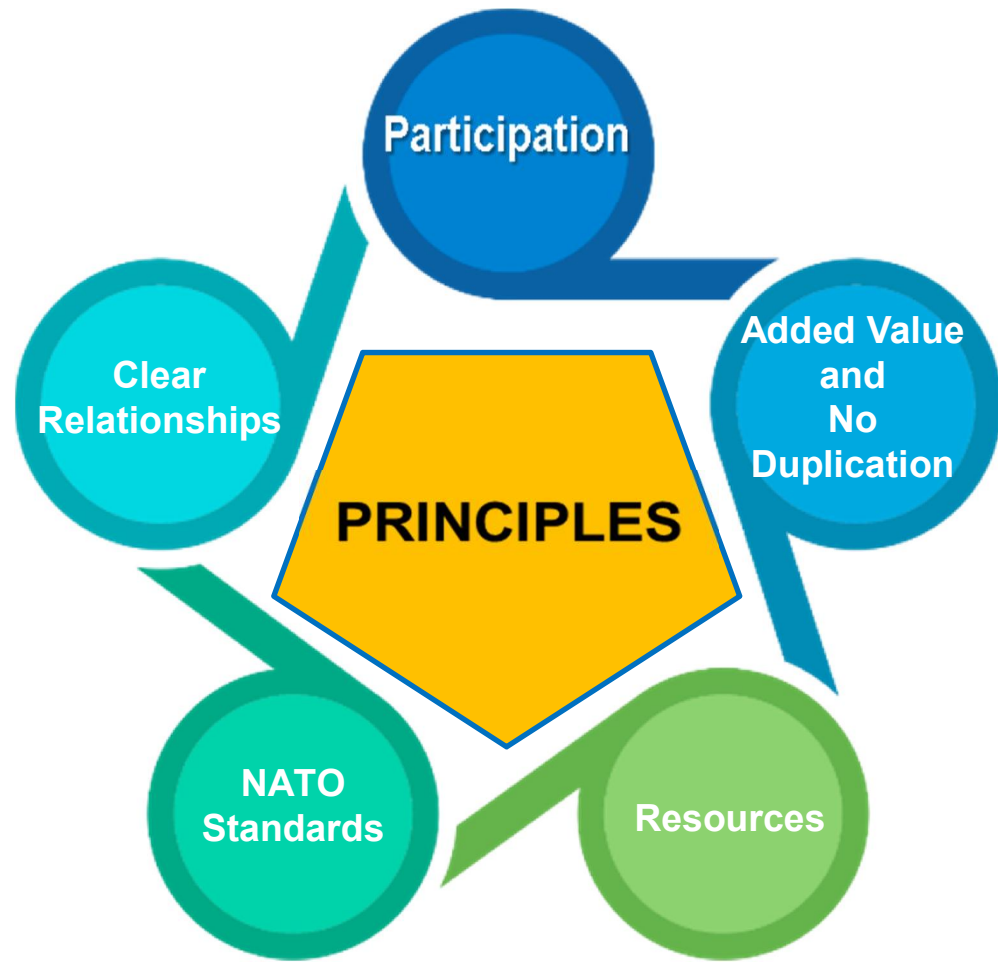 Participation
Added Value
and
No
Duplication
Clear
Relationships
PRINCIPLES
NATO
Standards
Resources